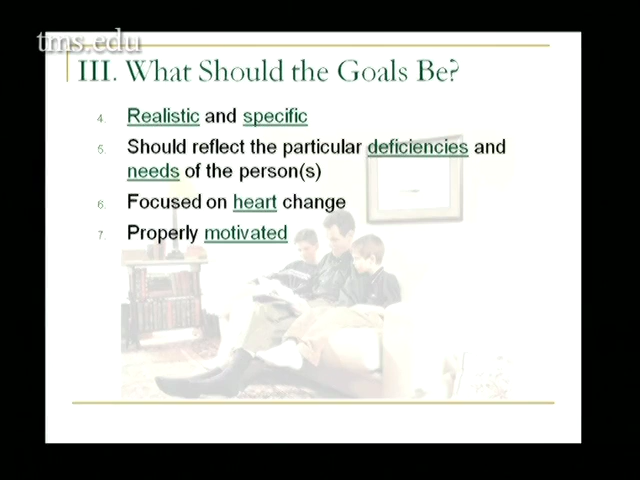 tms.edu
III. What Should the Goals Be?
4. Realistic and specific
5. Should reflect the particular deficiencies and
needs of the person(s)
6. Focused on heart change
7. Properly motivated